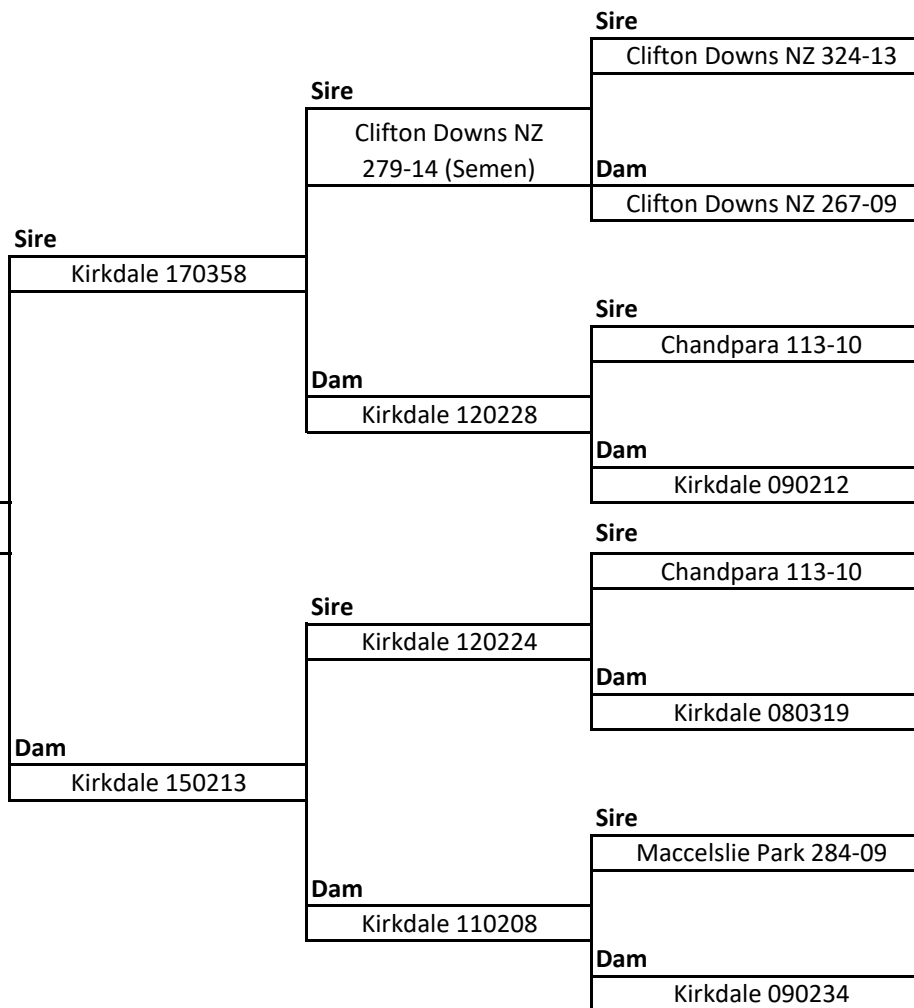 Sire
Clifton Downs NZ 324-13
Sire
Clifton Downs NZ
279-14 (Semen)
Dam
Clifton Downs NZ 267-09
Sire
Kirkdale 170358
Sire
Chandpara 113-10
Dam
Kirkdale 120228
Dam
Kirkdale 090212
Sire
Chandpara 113-10
Sire
Kirkdale 120224
Dam
Kirkdale 080319
Dam
Kirkdale 150213
Sire
Maccelslie Park 284-09
Dam
Kirkdale 110208
Dam
Kirkdale 090234